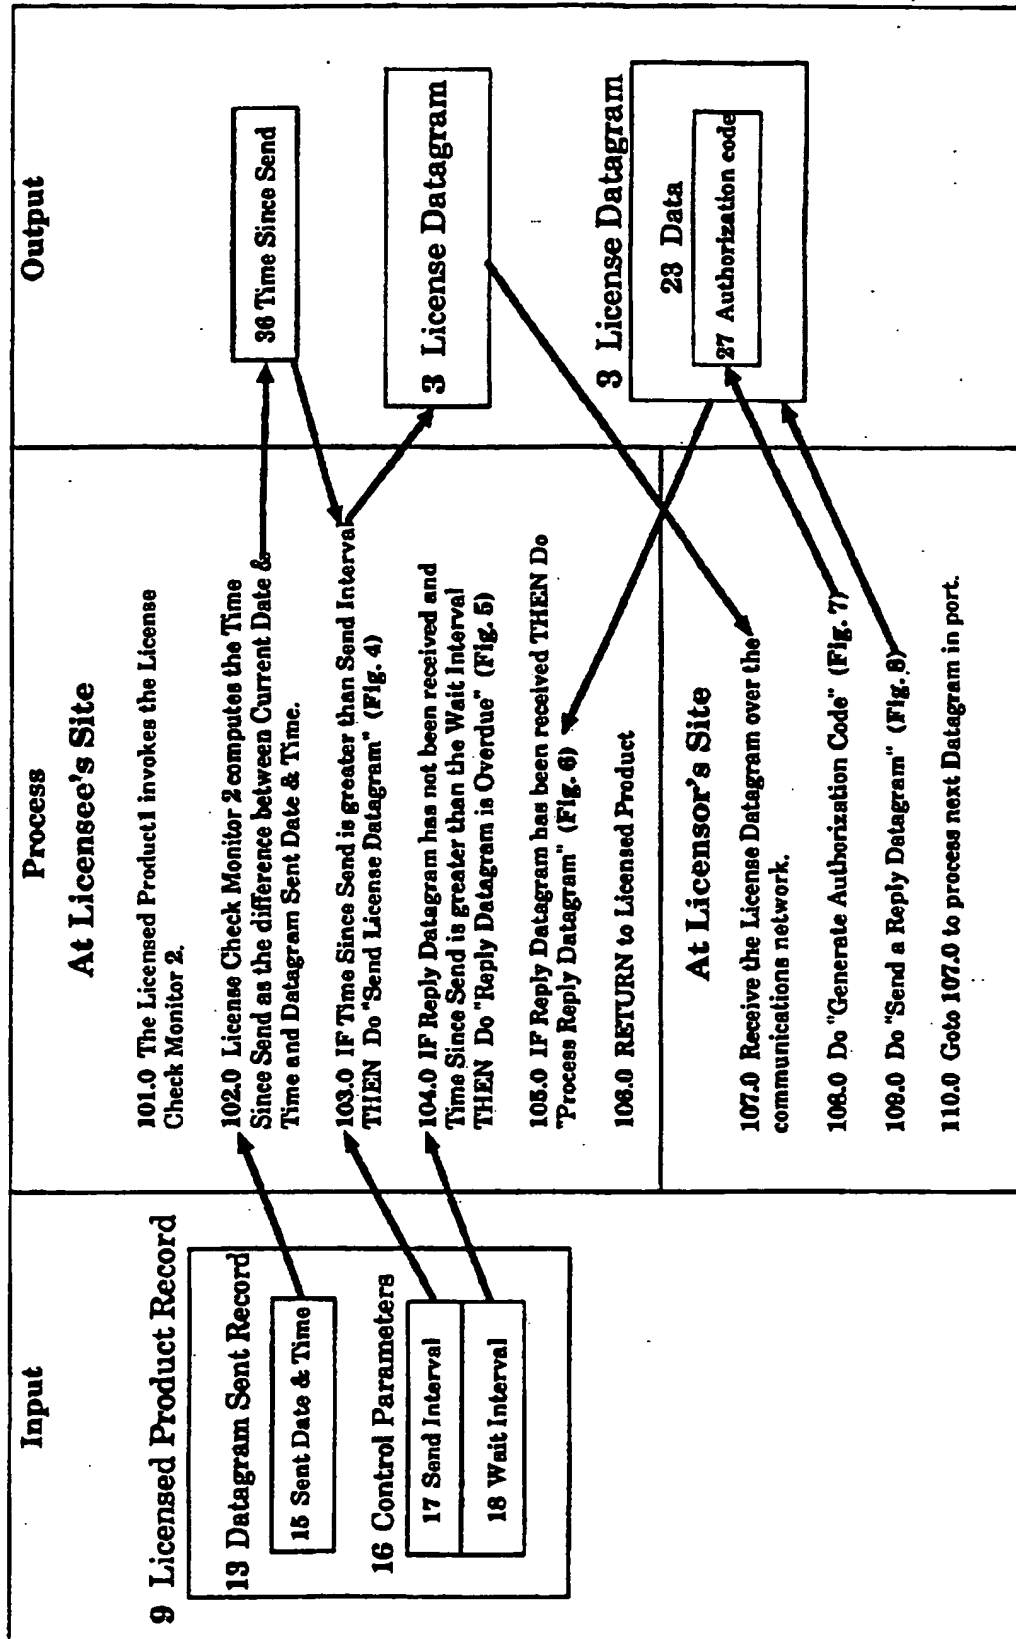 Input
9 Licensed Product Record
13 Datagram Sent Record
15 Sent Date & Time
16 Control Parameters
17 Send Interval
18 Wait Interval
Process
At Licensee's Site
101.0 The Licensed Product1 invokes the License
Check Monitor 2.
102.0 License Check Monitor 2 computes the Time
Since Send as the difference between Current Date &
Time and Datagram Sent Date & Time.
103.0 IF Time Since Send is greater than Send Interval
THEN Do "Send License Datagram" (Fig. 4)
104.0 IF Reply Datagram has not been received and
Time Since Send is greater than the Wait Interval
THEN Do "Reply Datagram is Overdue" (Fig. 5)
105.0 IF Reply Datagram has been received THEN Do
"Process Reply Datagram" (Fig. 6)
106.0 RETURN to Licensed Product
At Licensor's Site
107.0 Receive the License Datagram over the
communications network.
108.0 Do "Generate Authorization Code" (Fig. 7)
109.0 Do "Send a Reply Datagram" (Fig. 8)
110.0 Goto 107.0 to process next Datagram in port.
Output
36 Time Since Send
3 License Datagram
3 License Datagram
23 Data
27 Authorization code